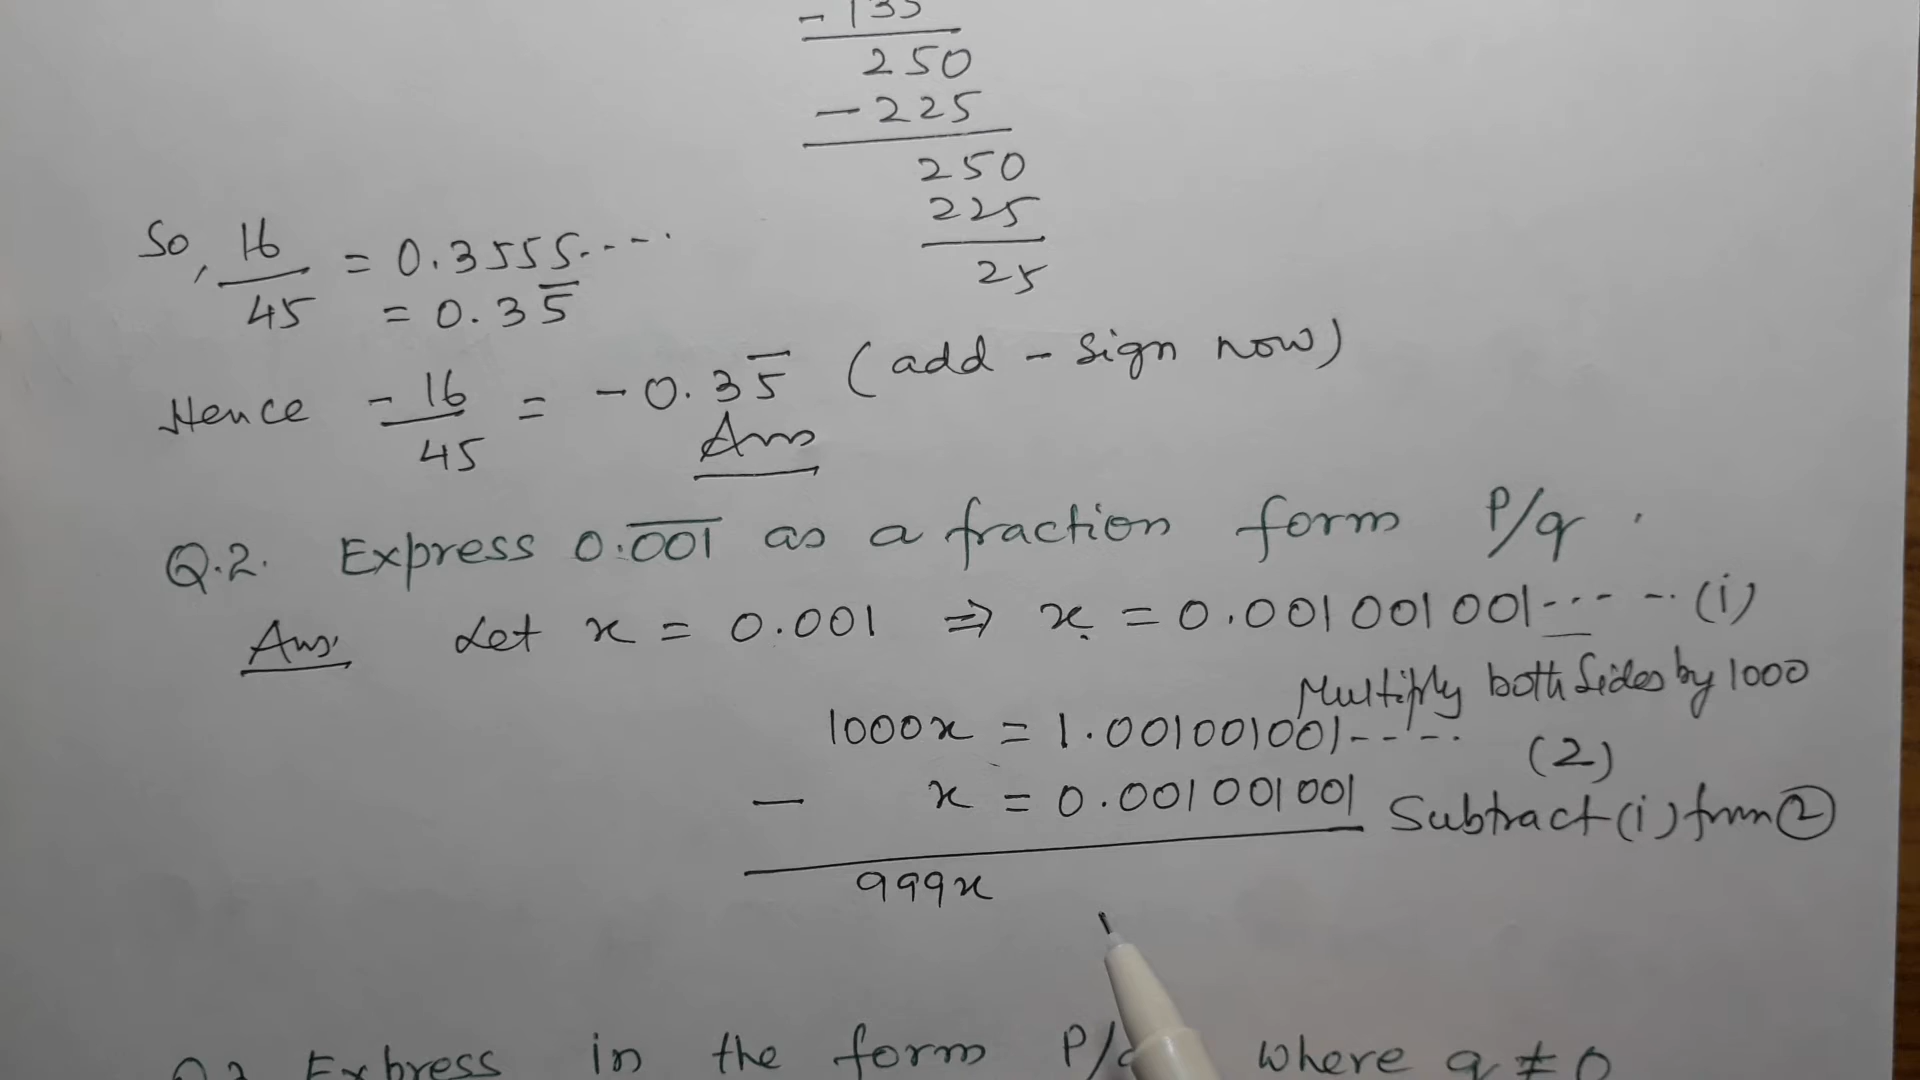 - 135
250
- 225
250
225
25
So, 16/45 = 0.3555....
= 0.35̅
Hence -16/45 = -0.35̅ (add - sign now)
Ans
Q.2. Express 0.0̅0̅1̅ as a fraction form P/q.
Ans. Let x = 0.001 ⇒ x = 0.001001001----- (i)
Multiply both sides by 1000
1000x = 1.001001001----- (2)
- x = 0.001001001 Subtract (i) from ②
999x
Q.3 Express in the form P/q where q ≠ 0